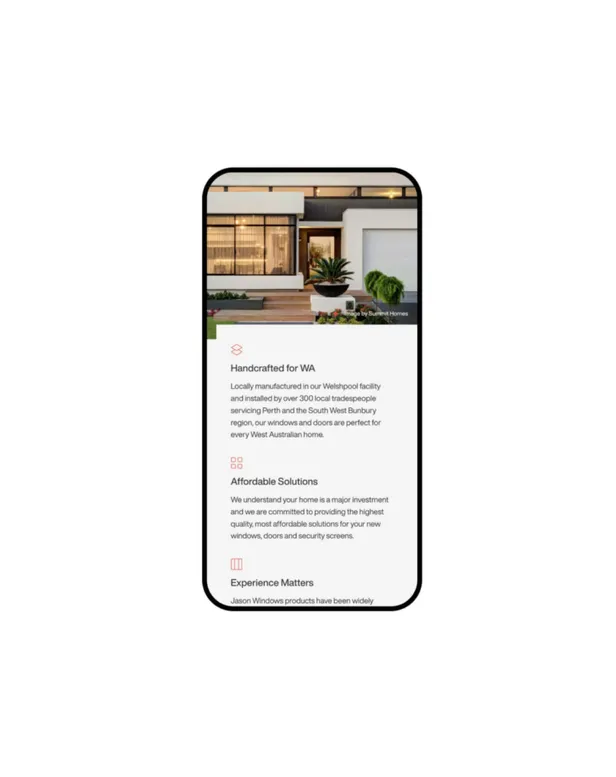 Image by Summit Homes
Handcrafted for WA
Locally manufactured in our Welshpool facility
and installed by over 300 local tradespeople
servicing Perth and the South West Bunbury
region, our windows and doors are perfect for
every West Australian home.
Affordable Solutions
We understand your home is a major investment
and we are committed to providing the highest
quality, most affordable solutions for your new
windows, doors and security screens.
Experience Matters
Jason Windows products have been widely